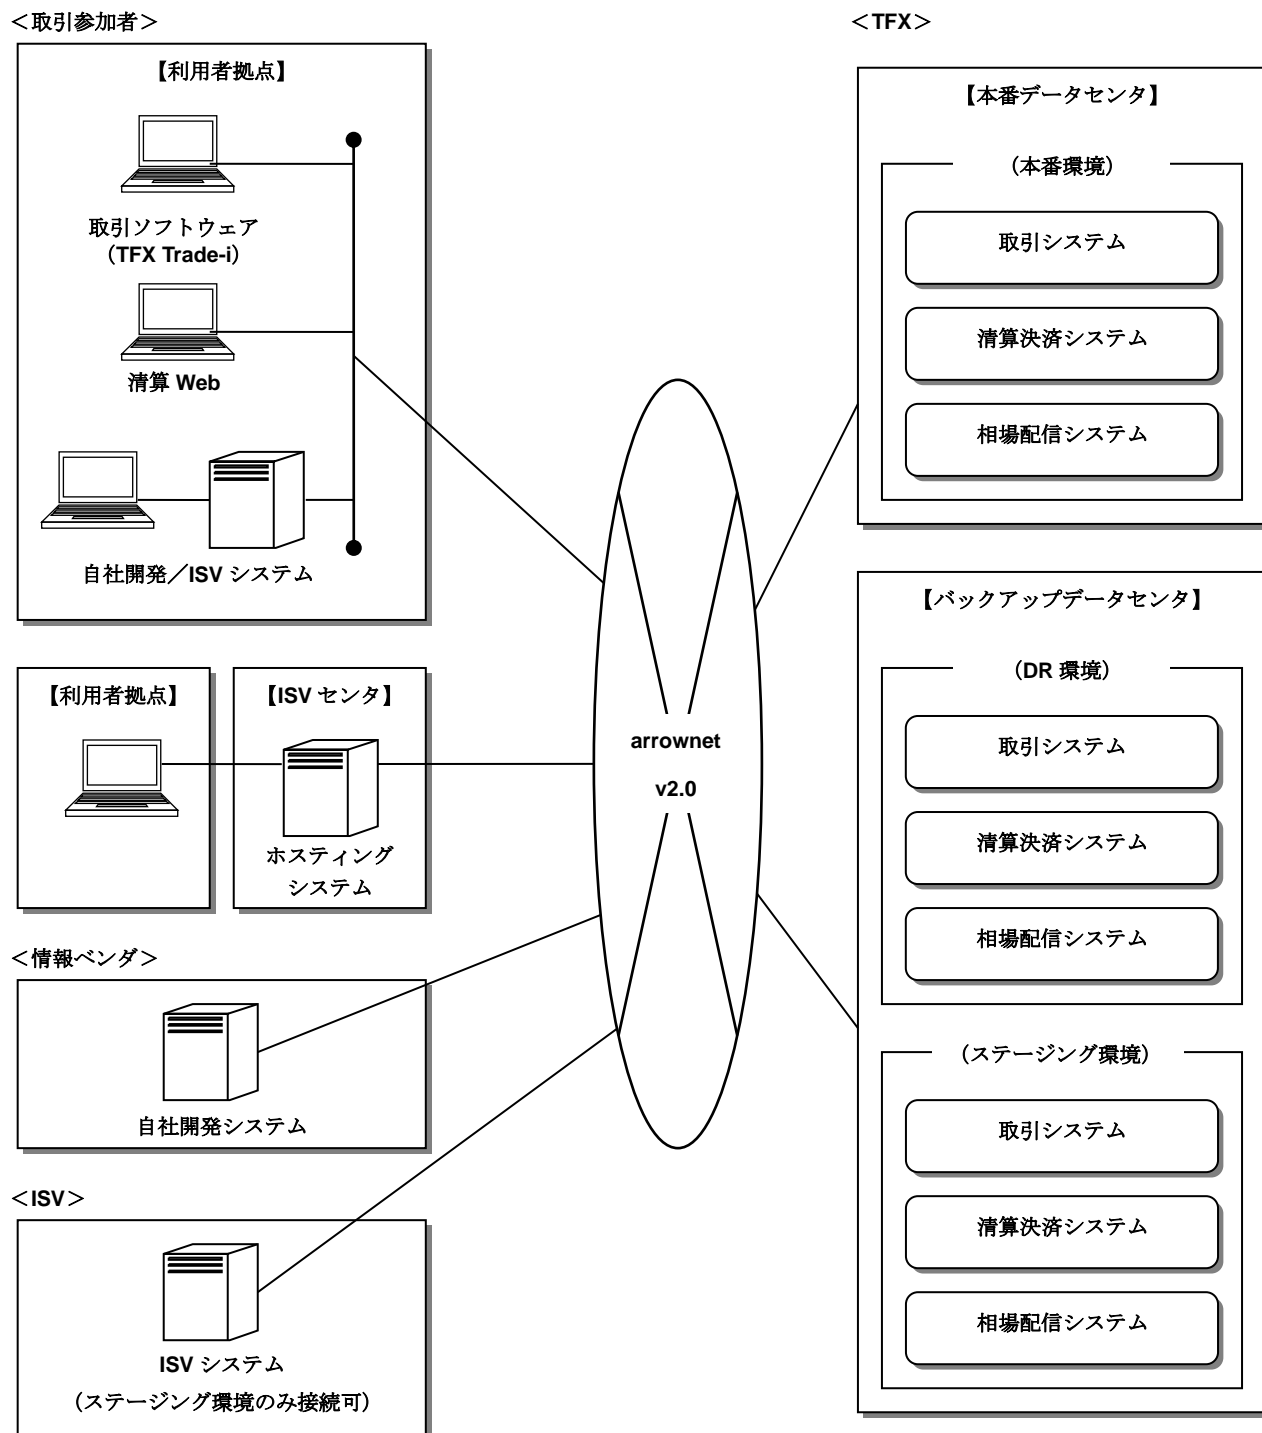 ＜取引参加者＞
【利用者拠点】
取引ソフトウェア
（TFX Trade-i）
清算 Web
自社開発／ISV システム
【利用者拠点】
【ISV センタ】
ホスティング
システム
＜情報ベンダ＞
自社開発システム
＜ISV＞
ISV システム
（ステージング環境のみ接続可）
arrownet
v2.0
＜TFX＞
【本番データセンタ】
（本番環境）
取引システム
清算決済システム
相場配信システム
【バックアップデータセンタ】
（DR 環境）
取引システム
清算決済システム
相場配信システム
（ステージング環境）
取引システム
清算決済システム
相場配信システム